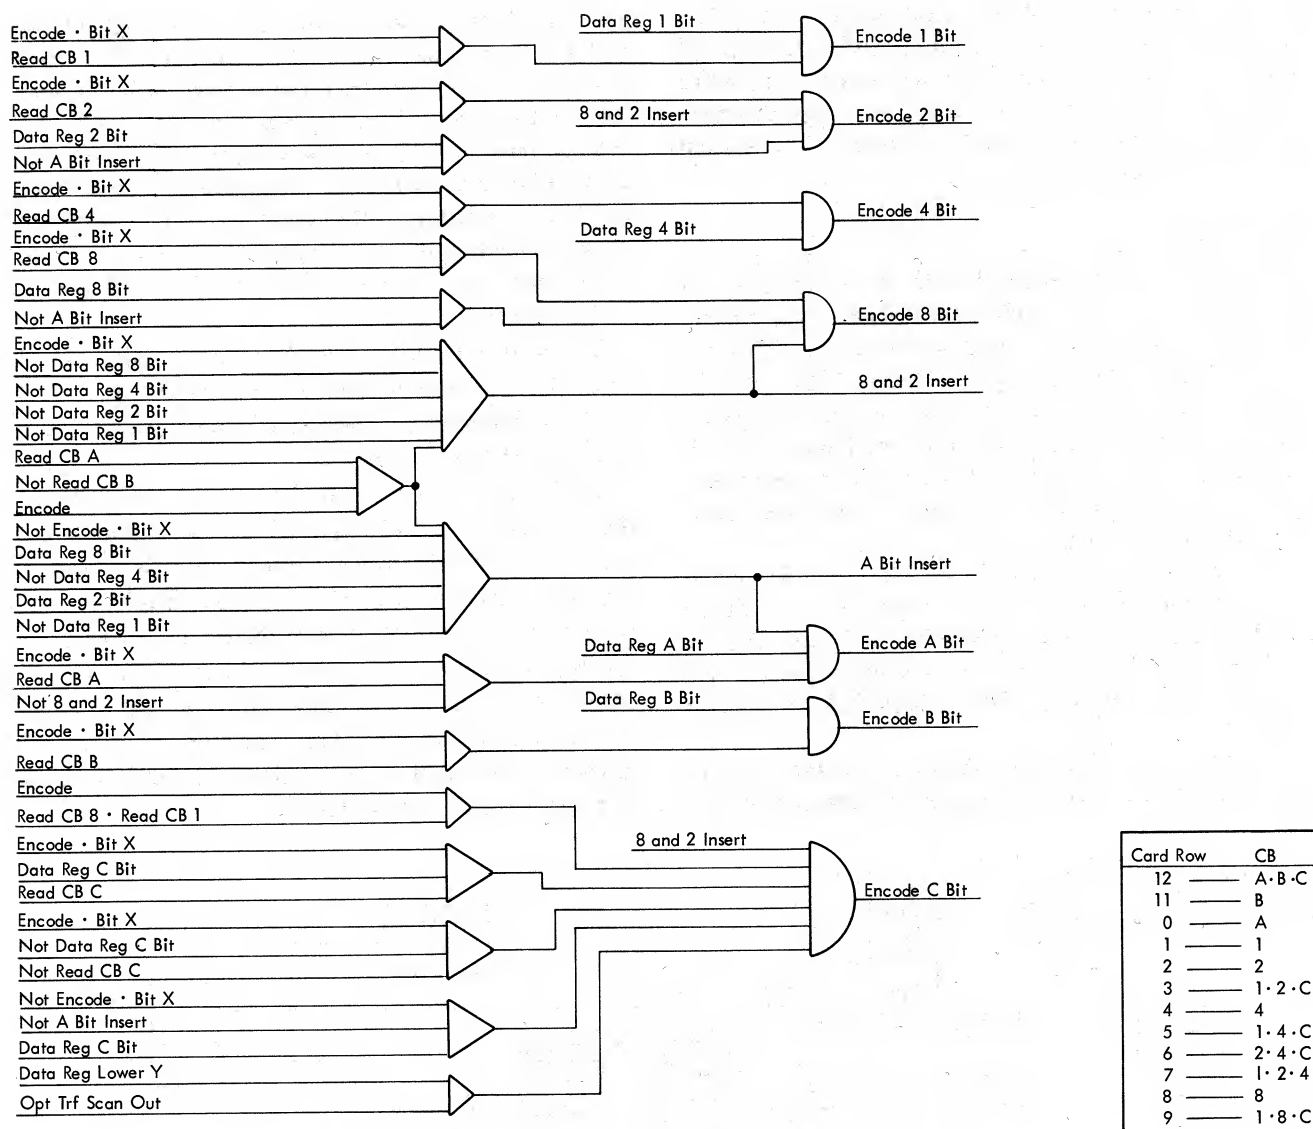 Encode · Bit X
Read CB 1
Encode · Bit X
Read CB 2
Data Reg 2 Bit
Not A Bit Insert
Encode · Bit X
Read CB 4
Encode · Bit X
Read CB 8
Data Reg 8 Bit
Not A Bit Insert
Encode · Bit X
Not Data Reg 8 Bit
Not Data Reg 4 Bit
Not Data Reg 2 Bit
Not Data Reg 1 Bit
Read CB A
Not Read CB B
Encode
Not Encode · Bit X
Data Reg 8 Bit
Not Data Reg 4 Bit
Data Reg 2 Bit
Not Data Reg 1 Bit
Encode · Bit X
Read CB A
Not 8 and 2 Insert
Encode · Bit X
Read CB B
Encode
Read CB 8 · Read CB 1
Encode · Bit X
Data Reg C Bit
Read CB C
Encode · Bit X
Not Data Reg C Bit
Not Read CB C
Not Encode · Bit X
Not A Bit Insert
Data Reg C Bit
Data Reg Lower Y
Opt Trf Scan Out
Data Reg 1 Bit
8 and 2 Insert
Data Reg 4 Bit
Data Reg A Bit
Data Reg B Bit
8 and 2 Insert
Encode 1 Bit
Encode 2 Bit
Encode 4 Bit
Encode 8 Bit
8 and 2 Insert
A Bit Insert
Encode A Bit
Encode B Bit
Encode C Bit
Card Row CB
12 A·B·C
11 B
0 A
1 1
2 2
3 1·2·C
4 4
5 1·4·C
6 2·4·C
7 1·2·4
8 8
9 1·8·C